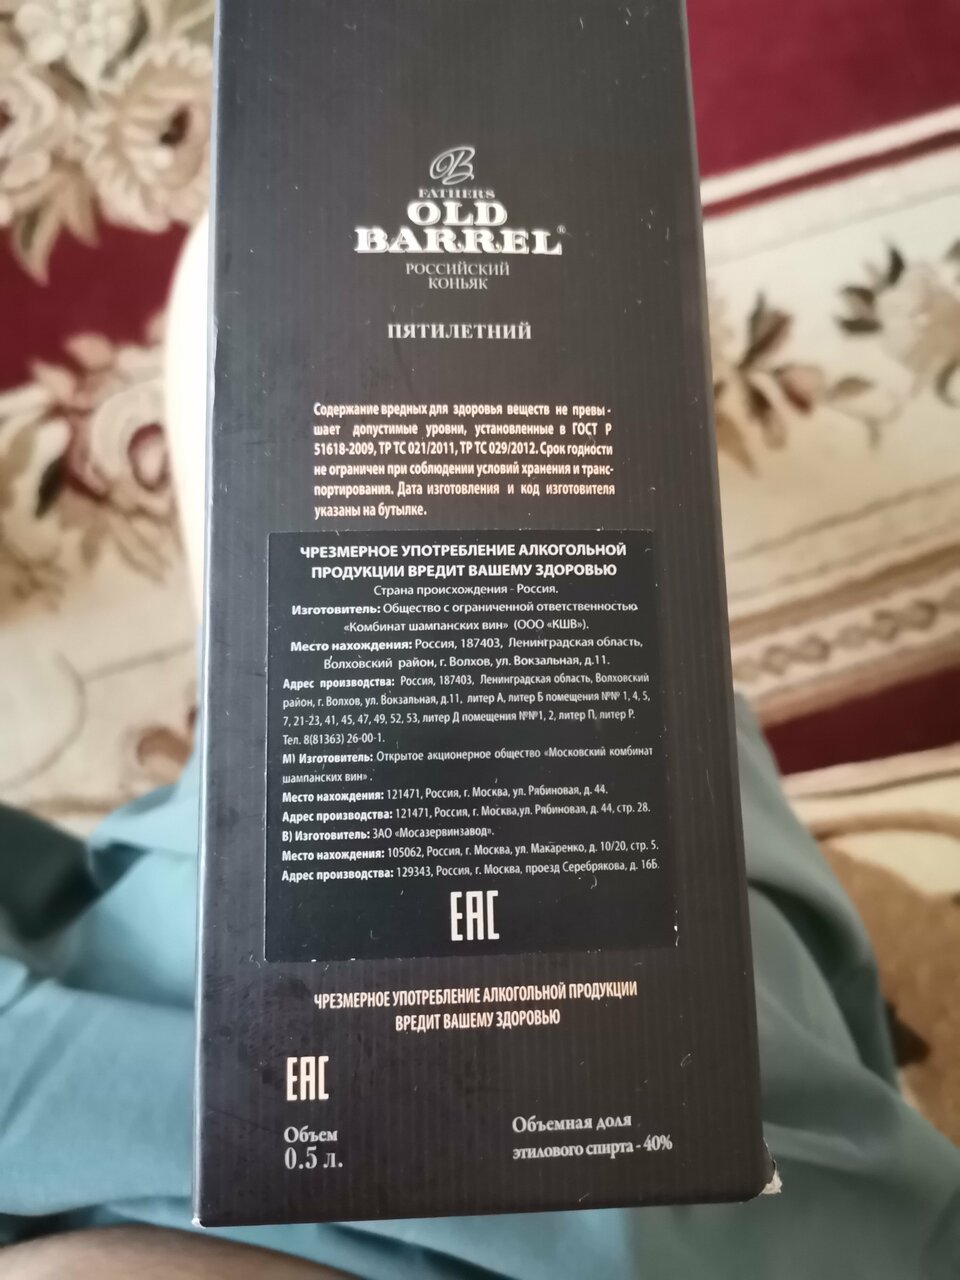 B
FATHERS
OLD
BARREL®
РОССИЙСКИЙ
КОНЬЯК
ПЯТИЛЕТНИЙ
Содержание вредных для здоровья веществ не превы-
шает допустимые уровни, установленные в ГОСТ Р
51618-2009, ТР ТС 021/2011, ТР ТС 029/2012. Срок годности
не ограничен при соблюдении условий хранения и транс-
портирования. Дата изготовления и код изготовителя
указаны на бутылке.
ЧРЕЗМЕРНОЕ УПОТРЕБЛЕНИЕ АЛКОГОЛЬНОЙ
ПРОДУКЦИИ ВРЕДИТ ВАШЕМУ ЗДОРОВЬЮ
Страна происхождения - Россия.
Изготовитель: Общество с ограниченной ответственностью
«Комбинат шампанских вин» (ООО «КШВ»).
Место нахождения: Россия, 187403, Ленинградская область,
Волховский район, г. Волхов, ул. Вокзальная, д.11.
Адрес производства: Россия, 187403, Ленинградская область, Волховский
район, г. Волхов, ул. Вокзальная, д.11, литер А, литер Б помещения №№ 1, 4, 5,
7, 21-23, 41, 45, 47, 49, 52, 53, литер Д помещения №№1, 2, литер П, литер Р.
Тел. 8(81363) 26-00-1.
М) Изготовитель: Открытое акционерное общество «Московский комбинат
шампанских вин» .
Место нахождения: 121471, Россия, г. Москва, ул. Рябиновая, д. 44.
Адрес производства: 121471, Россия, г. Москва,ул. Рябиновая, д. 44, стр. 28.
В) Изготовитель: ЗАО «Мосазервинзавод».
Место нахождения: 105062, Россия, г. Москва, ул. Макаренко, д. 10/20, стр. 5.
Адрес производства: 129343, Россия, г. Москва, проезд Серебрякова, д. 16Б.
ЕАС
ЧРЕЗМЕРНОЕ УПОТРЕБЛЕНИЕ АЛКОГОЛЬНОЙ ПРОДУКЦИИ
ВРЕДИТ ВАШЕМУ ЗДОРОВЬЮ
ЕАС
Объем
0.5 л.
Объемная доля
этилового спирта - 40%